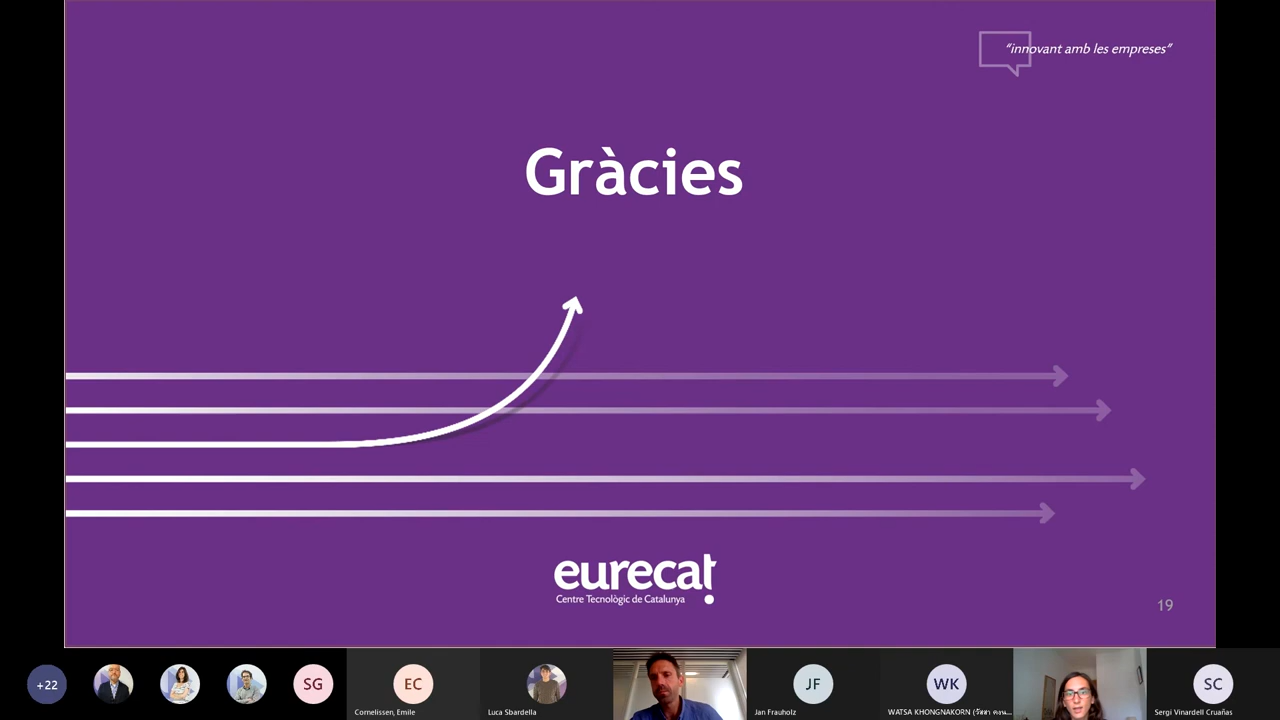 “innovant amb les empreses”
Gràcies
eurecat
Centre Tecnològic de Catalunya
19
+22
SG
EC
JF
WK
SC
Cornelissen, Emile
Luca Sbardella
Jan Frauholz
WATSA KHONGNAKORN
Sergi Vinardell Cruañas